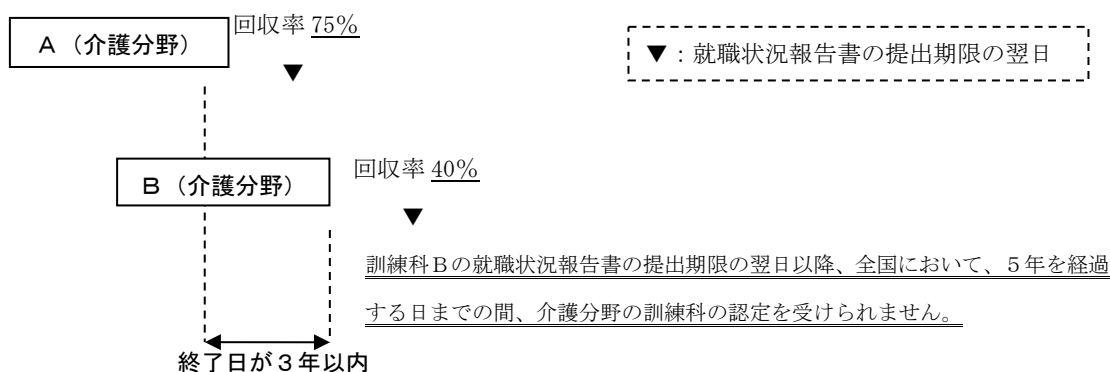 回収率 75%
A（介護分野）
▼：就職状況報告書の提出期限の翌日
▼
B（介護分野）
回収率 40%
▼
訓練科Bの就職状況報告書の提出期限の翌日以降、全国において、５年を経過
する日までの間、介護分野の訓練科の認定を受けられません。
終了日が３年以内